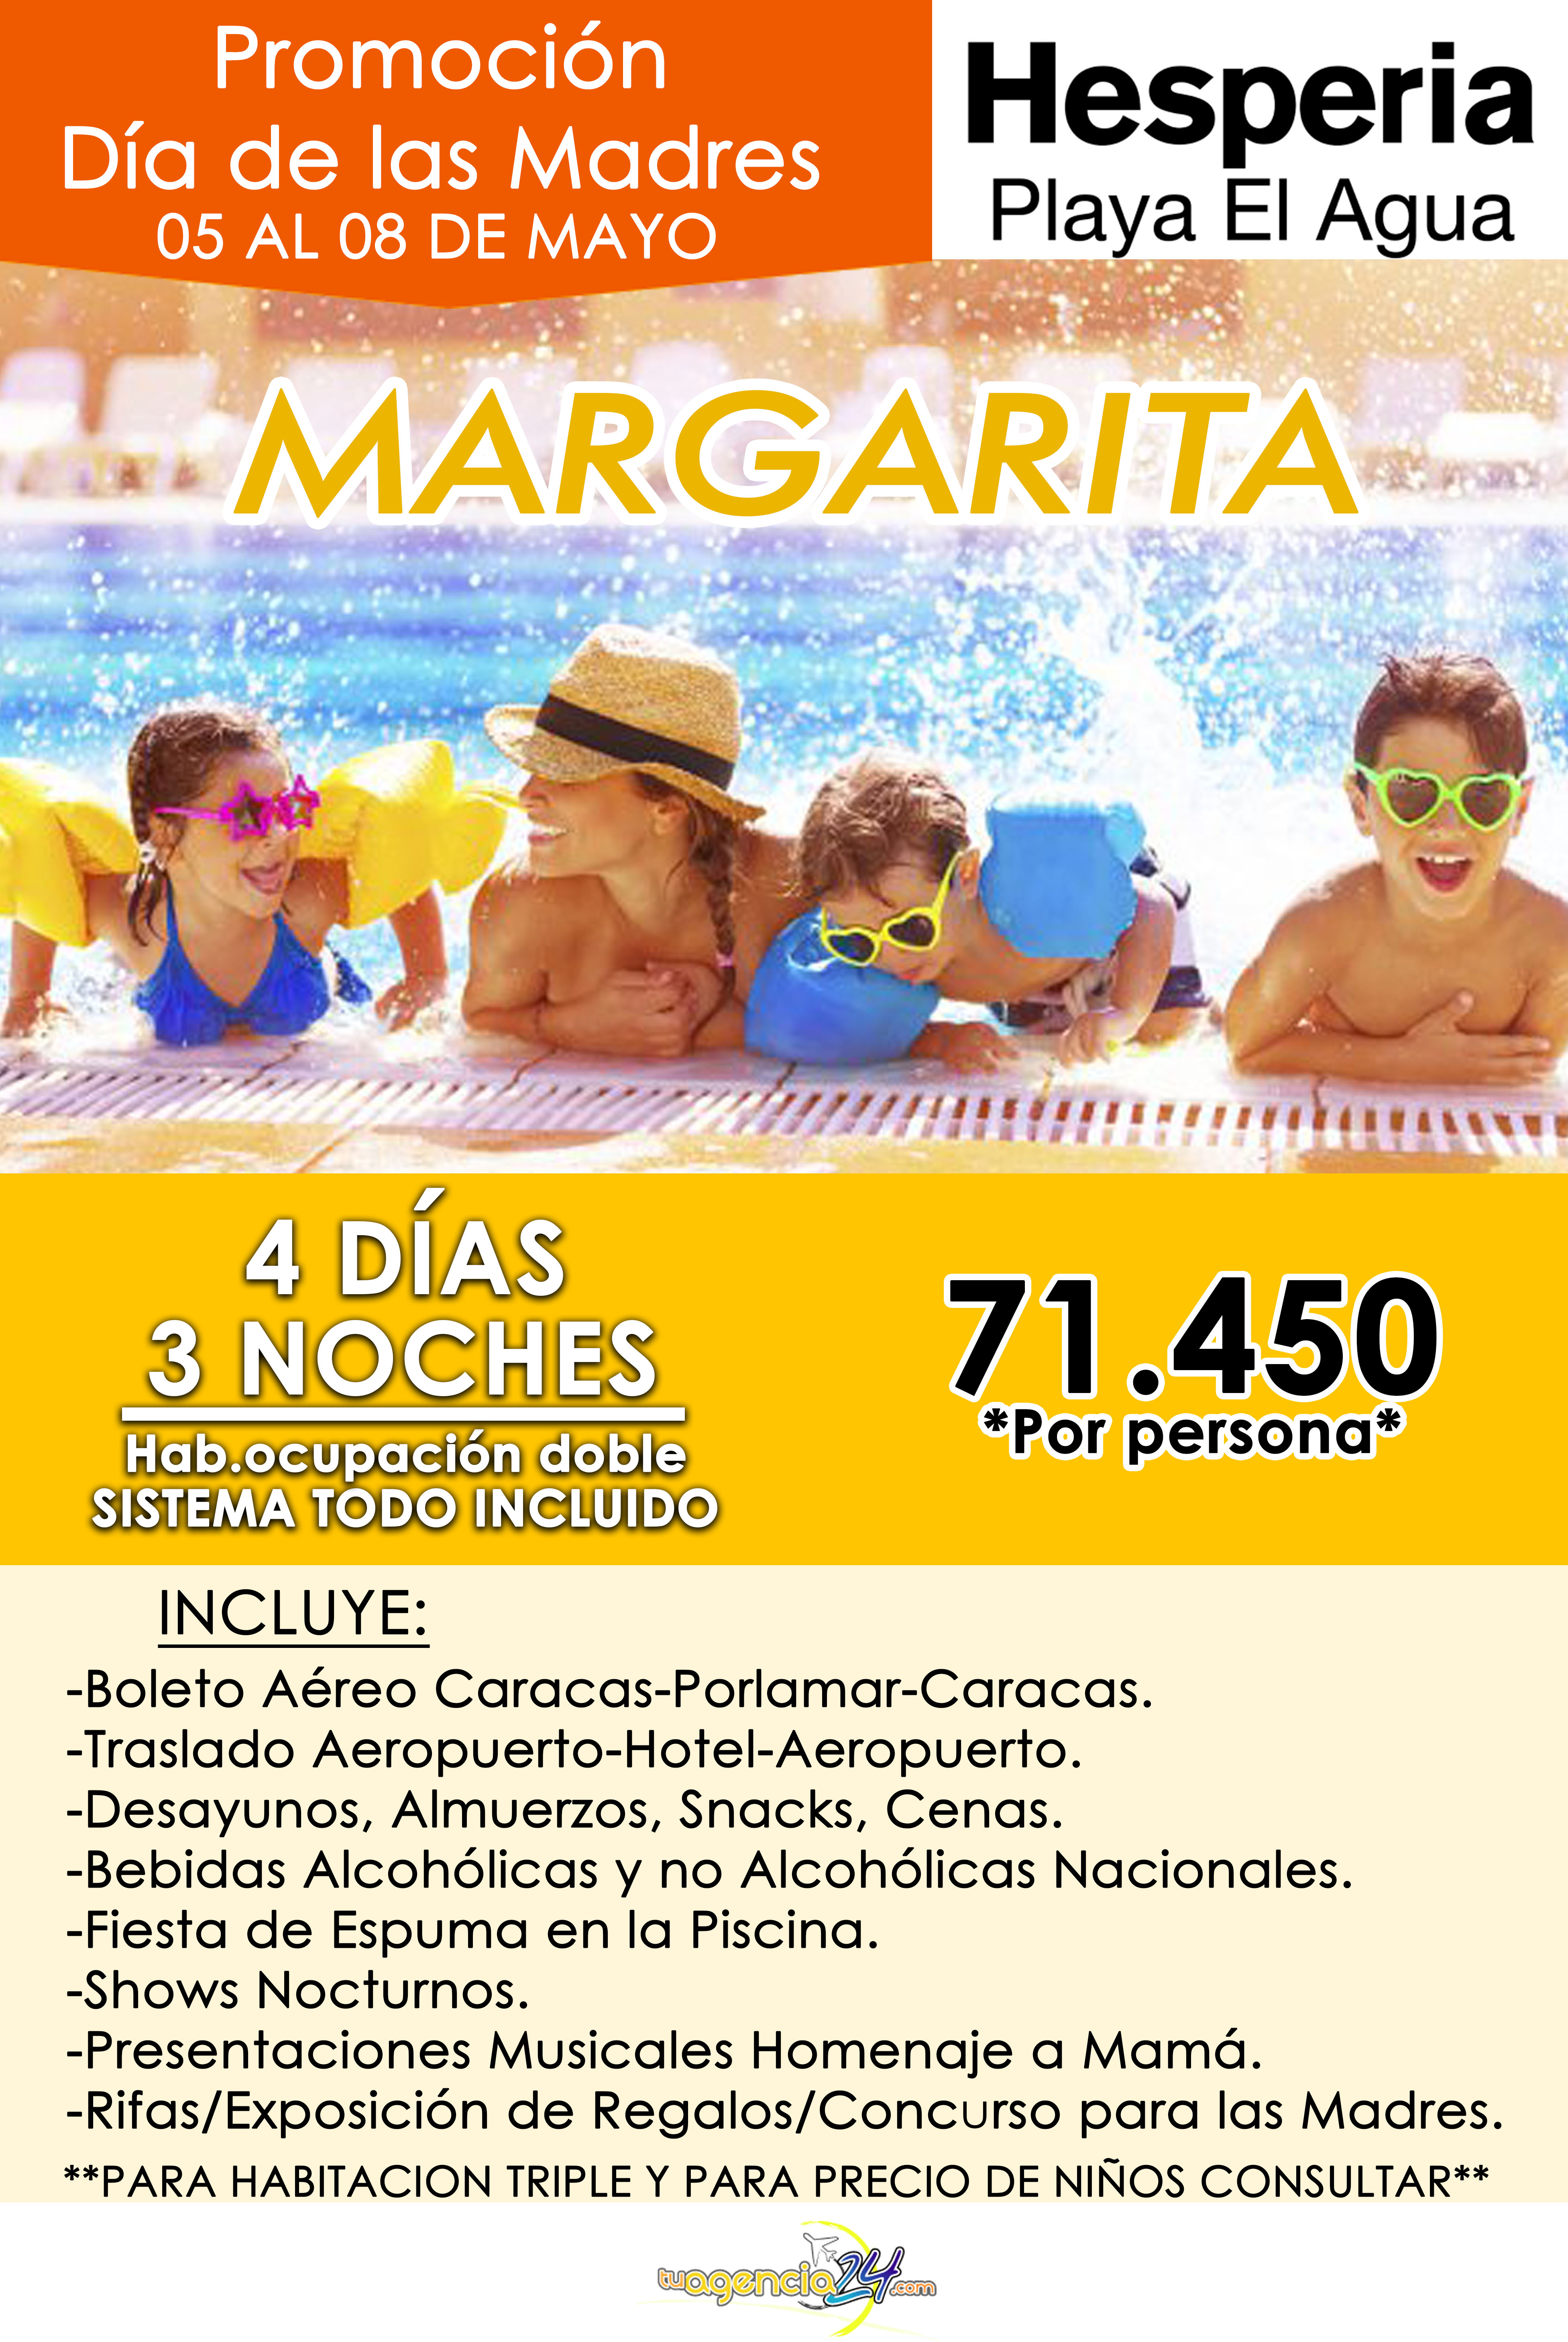 Promoción
Día de las Madres
05 AL 08 DE MAYO
Hesperia
Playa El Agua
MARGARITA
4 DÍAS
3 NOCHES
Hab.ocupación doble
SISTEMA TODO INCLUIDO
71.450
*Por persona*
INCLUYE:
-Boleto Aéreo Caracas-Porlamar-Caracas.
-Traslado Aeropuerto-Hotel-Aeropuerto.
-Desayunos, Almuerzos, Snacks, Cenas.
-Bebidas Alcohólicas y no Alcohólicas Nacionales.
-Fiesta de Espuma en la Piscina.
-Shows Nocturnos.
-Presentaciones Musicales Homenaje a Mamá.
-Rifas/Exposición de Regalos/Concurso para las Madres.
**PARA HABITACION TRIPLE Y PARA PRECIO DE NIÑOS CONSULTAR**
tuagencia24.com